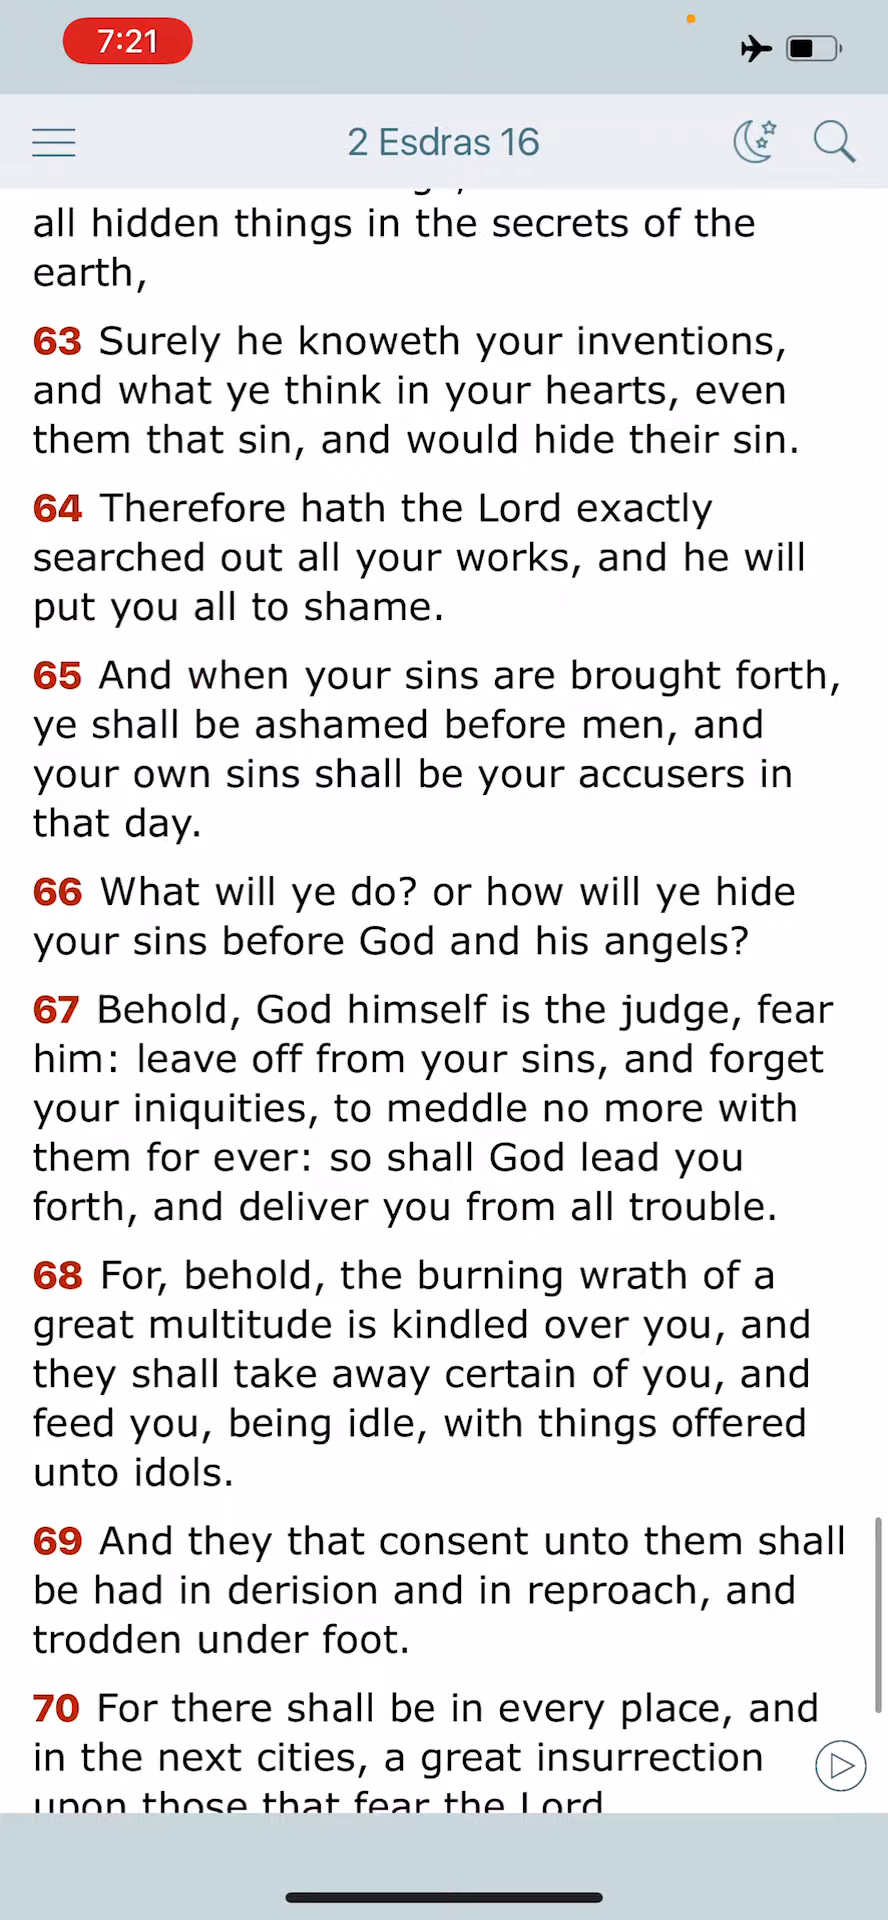 7:21
2 Esdras 16
all hidden things in the secrets of the
earth,
63 Surely he knoweth your inventions,
and what ye think in your hearts, even
them that sin, and would hide their sin.
64 Therefore hath the Lord exactly
searched out all your works, and he will
put you all to shame.
65 And when your sins are brought forth,
ye shall be ashamed before men, and
your own sins shall be your accusers in
that day.
66 What will ye do? or how will ye hide
your sins before God and his angels?
67 Behold, God himself is the judge, fear
him: leave off from your sins, and forget
your iniquities, to meddle no more with
them for ever: so shall God lead you
forth, and deliver you from all trouble.
68 For, behold, the burning wrath of a
great multitude is kindled over you, and
they shall take away certain of you, and
feed you, being idle, with things offered
unto idols.
69 And they that consent unto them shall
be had in derision and in reproach, and
trodden under foot.
70 For there shall be in every place, and
in the next cities, a great insurrection
upon those that fear the Lord